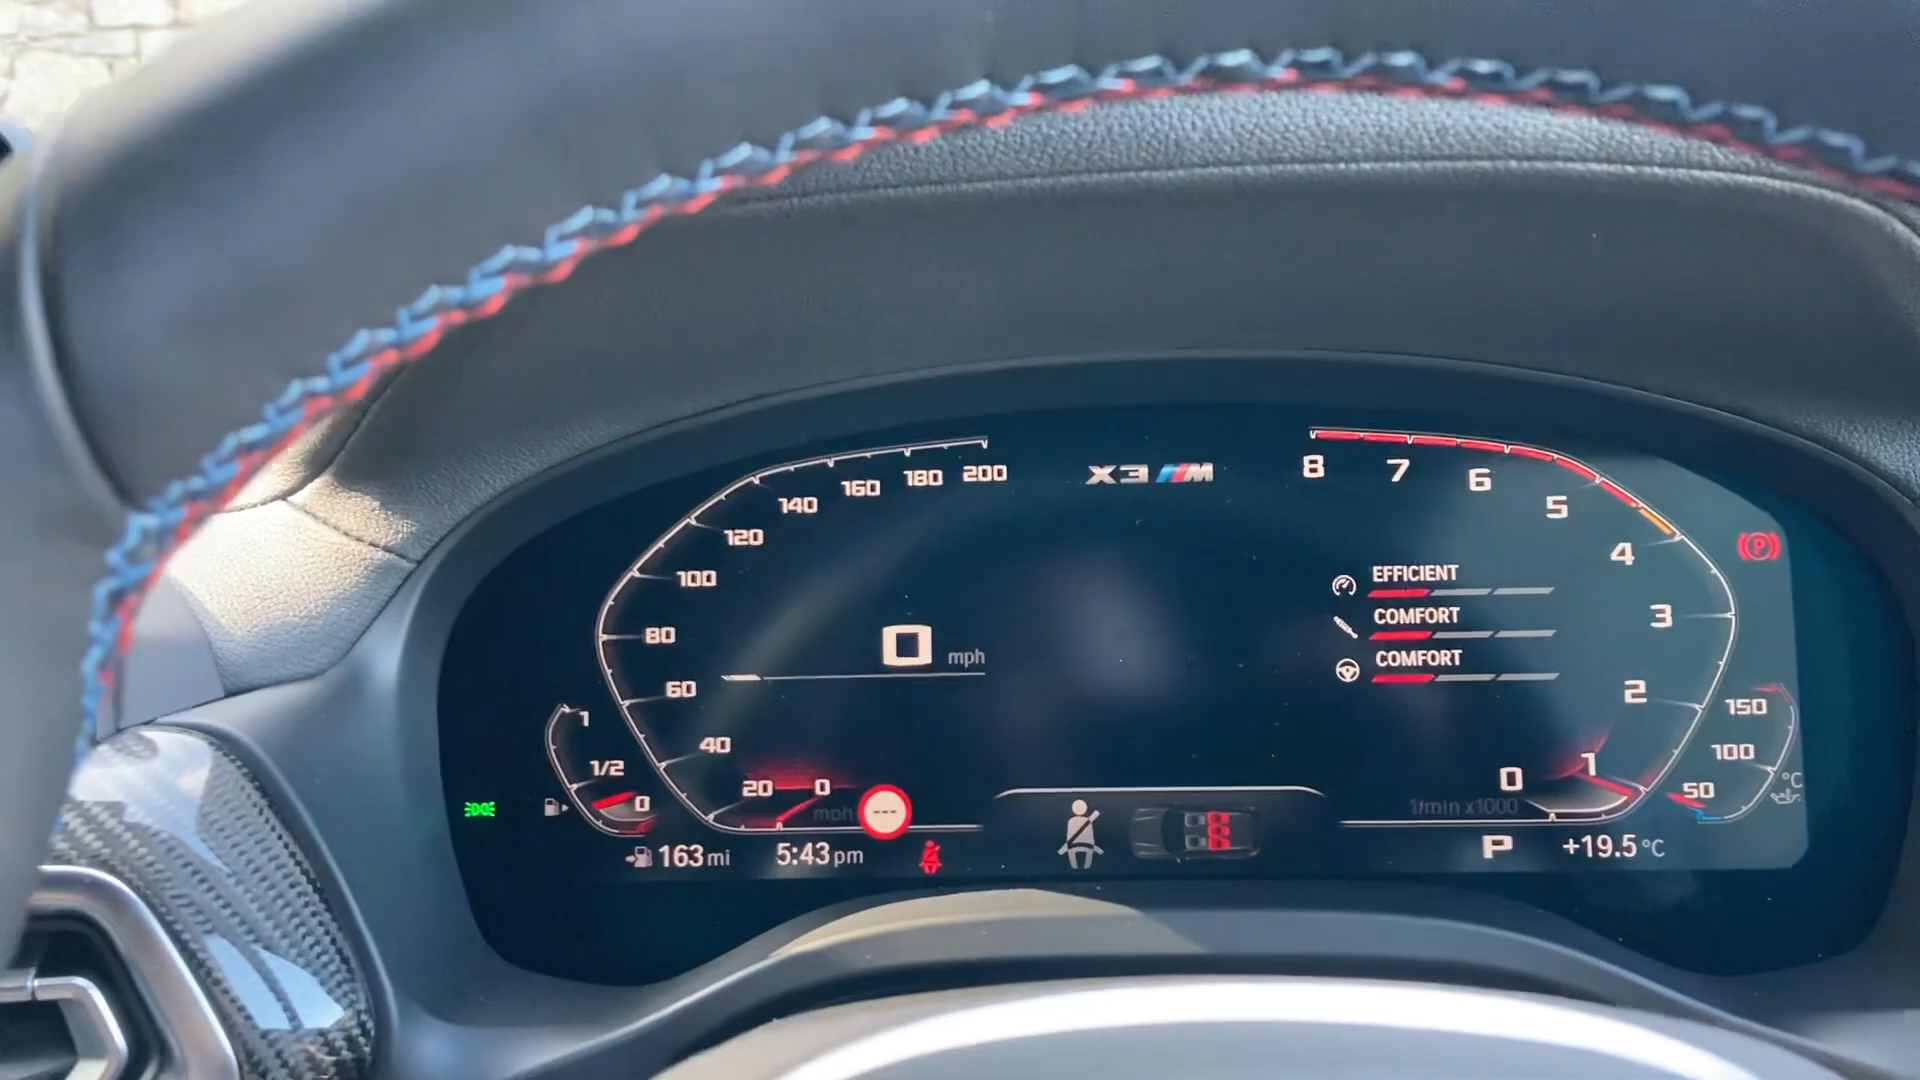 X3 M
200
180
160
140
120
100
80
60
40
20
0
mph
0 mph
8
7
6
5
4
3
2
1
0
1/min x1000
EFFICIENT
COMFORT
COMFORT
1
1/2
0
150
100
50
°C
---
P
163 mi
5:43 pm
P
+19.5 °C